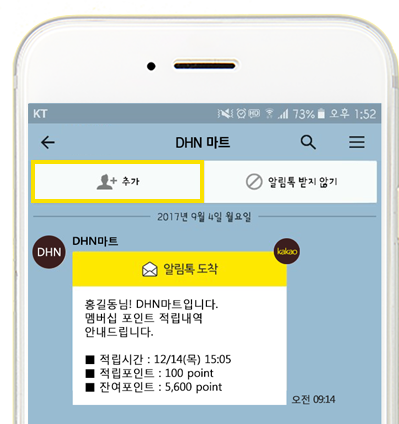 KT HD 73% 오후 1:52
DHN 마트
추가 알림톡 받지 않기
2017년 9월 4일 월요일
DHN
DHN마트
알림톡 도착
kakao
홍길동님! DHN마트입니다.
멤버십 포인트 적립내역
안내드립니다.
■ 적립시간 : 12/14(목) 15:05
■ 적립포인트 : 100 point
■ 잔여포인트 : 5,600 point
오전 09:14